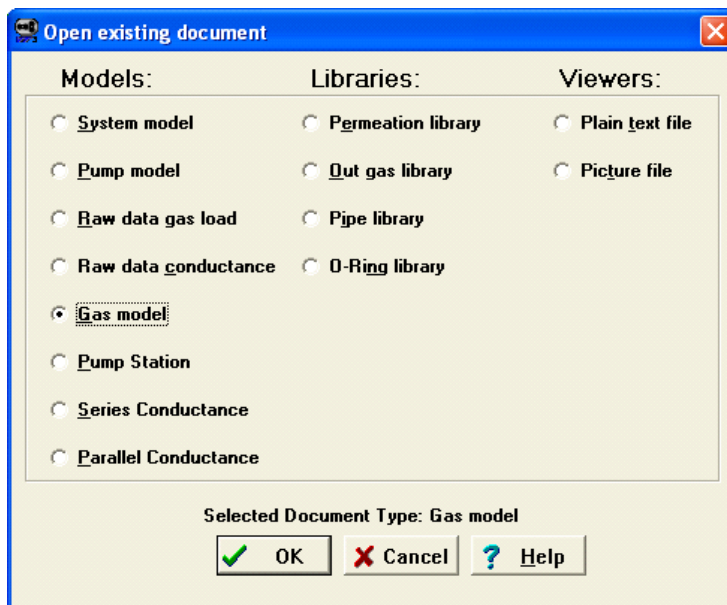 Open existing document
Models: Libraries: Viewers:
System model Permeation library Plain text file
Pump model Out gas library Picture file
Raw data gas load Pipe library
Raw data conductance O-Ring library
Gas model
Pump Station
Series Conductance
Parallel Conductance
Selected Document Type: Gas model
OK Cancel Help